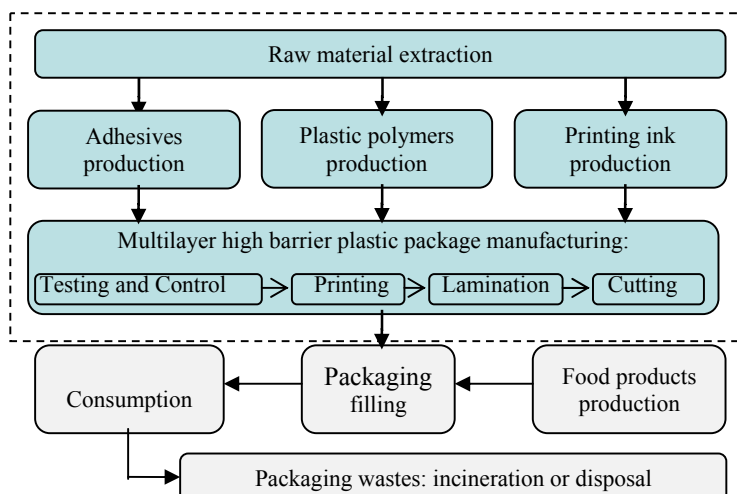 Raw material extraction
Adhesives
production
Plastic polymers
production
Printing ink
production
Multilayer high barrier plastic package manufacturing:
Testing and Control
Printing
Lamination
Cutting
Consumption
Packaging
filling
Food products
production
Packaging wastes: incineration or disposal